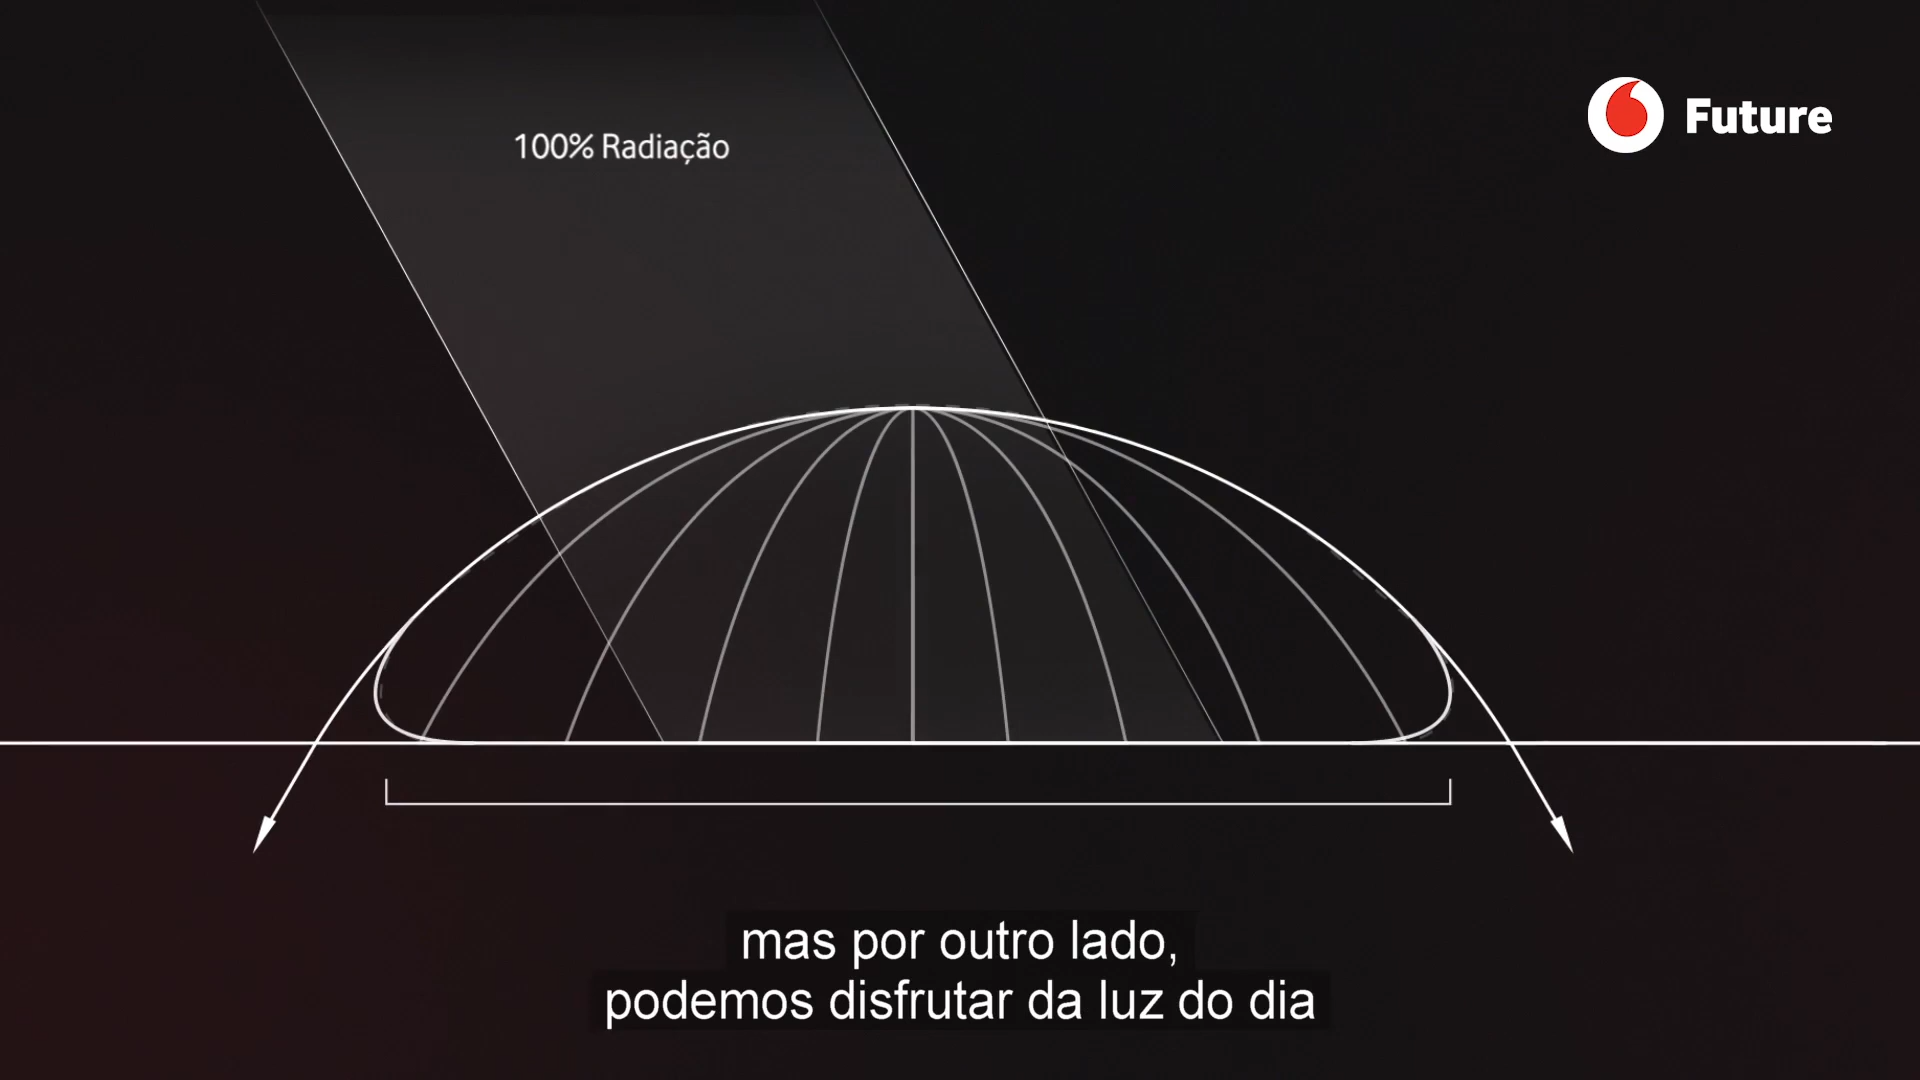 100% Radiação
Future
mas por outro lado,
podemos disfrutar da luz do dia